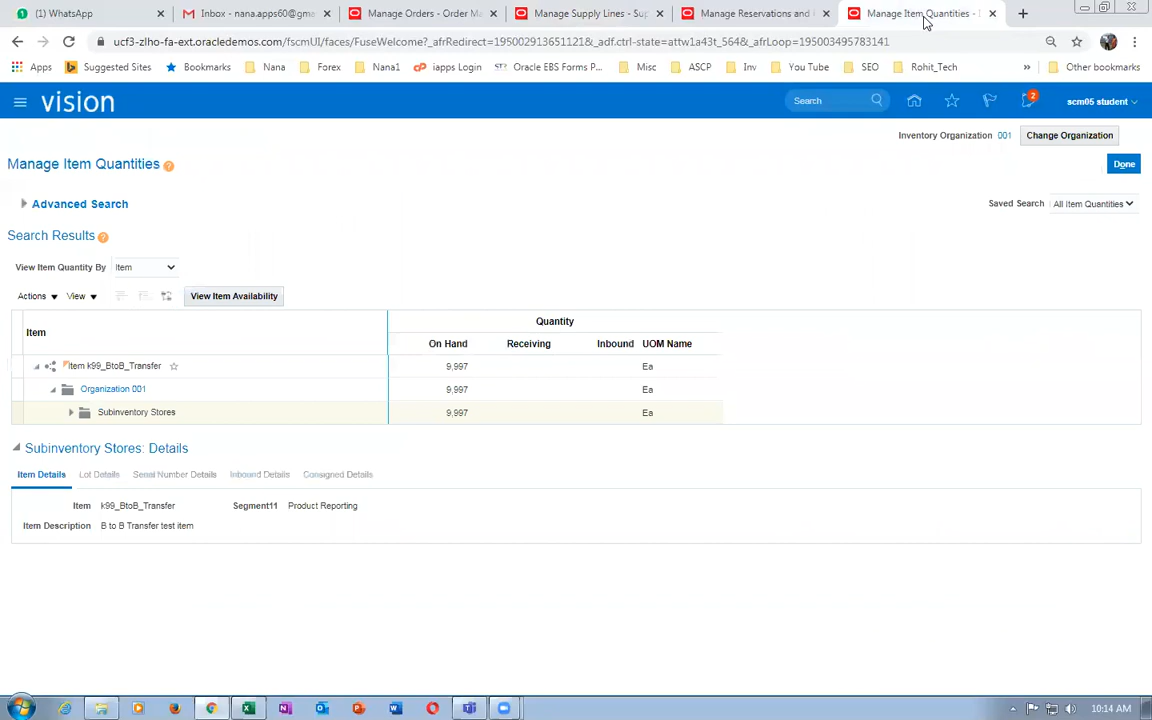 (1) WhatsApp
Inbox - nana.apps60@gma
Manage Orders - Order Ma
Manage Supply Lines - Sup
Manage Reservations and
Manage Item Quantities -
ucf3-zlho-fa-ext.oracledemos.com/fscmUI/faces/FuseWelcome?_afrRedirect=195002913651121&_adf.ctrl-state=attw1a43t_564&_afrLoop=195003495783141
Apps
Suggested Sites
Bookmarks
Nana
Forex
Nana1
iapps Login
Oracle EBS Forms P...
Misc
ASCP
Inv
You Tube
SEO
Rohit_Tech
»
Other bookmarks
vision
Search
2
scm05 student
Inventory Organization 001
Change Organization
Manage Item Quantities
Done
Advanced Search
Saved Search All Item Quantities
Search Results
View Item Quantity By Item
Actions View View Item Availability
Quantity
Item
On Hand Receiving Inbound UOM Name
Item k99_BtoB_Transfer 9,997 Ea
Organization 001 9,997 Ea
Subinventory Stores 9,997 Ea
Subinventory Stores: Details
Item Details Lot Details Serial Number Details Inbound Details Consigned Details
Item k99_BtoB_Transfer Segment11 Product Reporting
Item Description B to B Transfer test item
10:14 AM